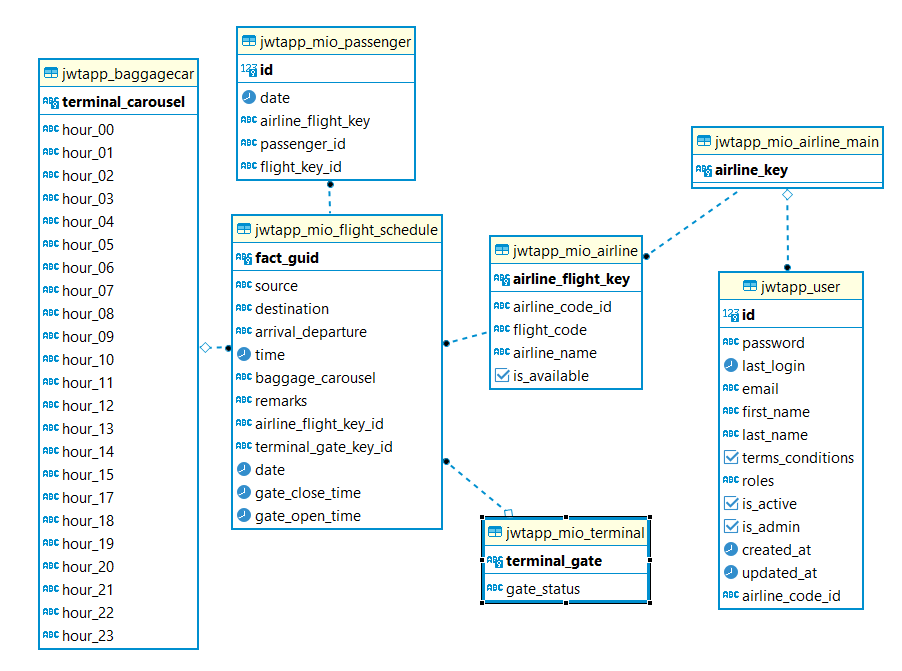 jwtapp_baggagecar
terminal_carousel
hour_00
hour_01
hour_02
hour_03
hour_04
hour_05
hour_06
hour_07
hour_08
hour_09
hour_10
hour_11
hour_12
hour_13
hour_14
hour_15
hour_17
hour_18
hour_19
hour_20
hour_21
hour_22
hour_23
jwtapp_mio_passenger
id
date
airline_flight_key
passenger_id
flight_key_id
jwtapp_mio_flight_schedule
fact_guid
source
destination
arrival_departure
time
baggage_carousel
remarks
airline_flight_key_id
terminal_gate_key_id
date
gate_close_time
gate_open_time
jwtapp_mio_airline
airline_flight_key
airline_code_id
flight_code
airline_name
is_available
jwtapp_mio_terminal
terminal_gate
gate_status
jwtapp_mio_airline_main
airline_key
jwtapp_user
id
password
last_login
email
first_name
last_name
terms_conditions
roles
is_active
is_admin
created_at
updated_at
airline_code_id